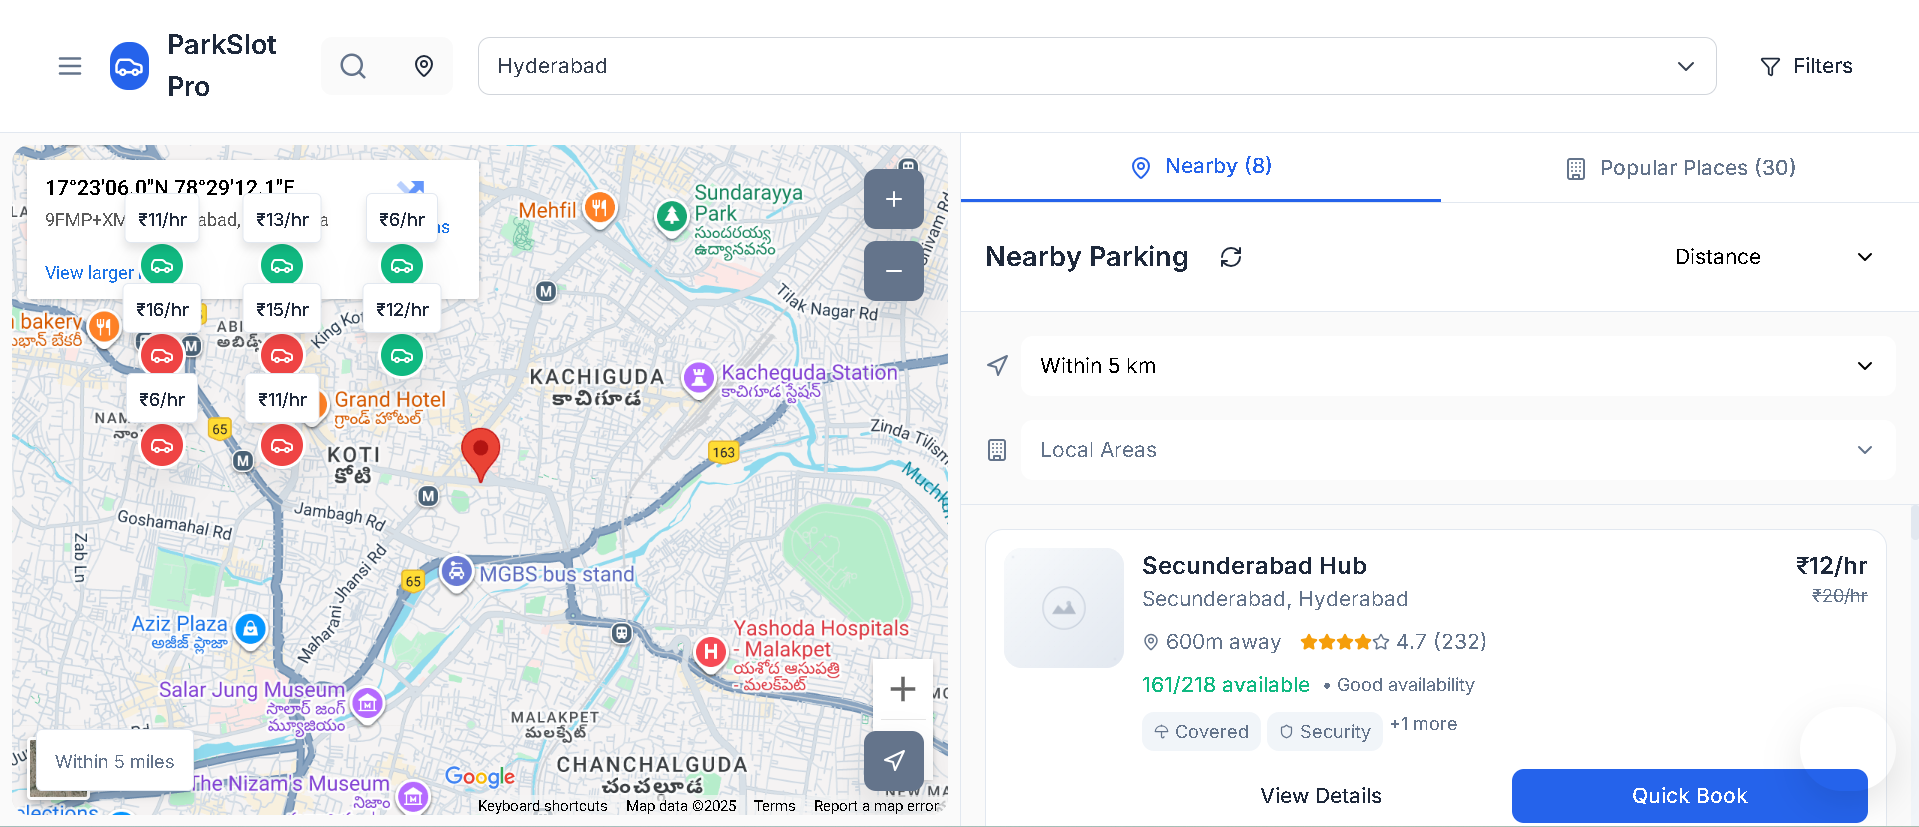 ParkSlot
Pro
Hyderabad
Filters
17°23'06.0"N 78°29'12.1"E
9FMP+XM
abad,
View larger
₹11/hr
₹13/hr
₹6/hr
₹16/hr
₹15/hr
₹12/hr
₹6/hr
₹11/hr
Mehfil
Sundarayya
Park
సుందరయ్య
ఉద్యానవనం
Tilak Nagar Rd
M
bakery
అబిడ్స్
King Ko
M
KACHIGUDA
కాచిగూడ
Kacheguda Station
కాచిగూడ స్టేషన్
Grand Hotel
గ్రాండ్ హోటల్
65
M
KOTI
కోటి
163
Zinda Tilism
M
Goshamahal Rd
Jambagh Rd
Zab Ln
Maharani Jhansi Rd
65
MGBS bus stand
Aziz Plaza
అజీజ్ ప్లాజా
H
Yashoda Hospitals
- Malakpet
యశోద ఆసుపత్రి
- మలక్‌పేట్
Salar Jung Museum
సాలార్ జంగ్
మ్యూజియం
MALAKPET
మలక్పేట్
Within 5 miles
The Nizam's Museum
నిజాం
CHANCHALGUDA
చంచల్గూడ
Google
Keyboard shortcuts Map data ©2025 Terms Report a map error
Nearby (8)
Popular Places (30)
Nearby Parking
Distance
Within 5 km
Local Areas
Secunderabad Hub
₹12/hr
Secunderabad, Hyderabad
₹20/hr
600m away 4.7 (232)
161/218 available • Good availability
Covered
Security
+1 more
View Details
Quick Book